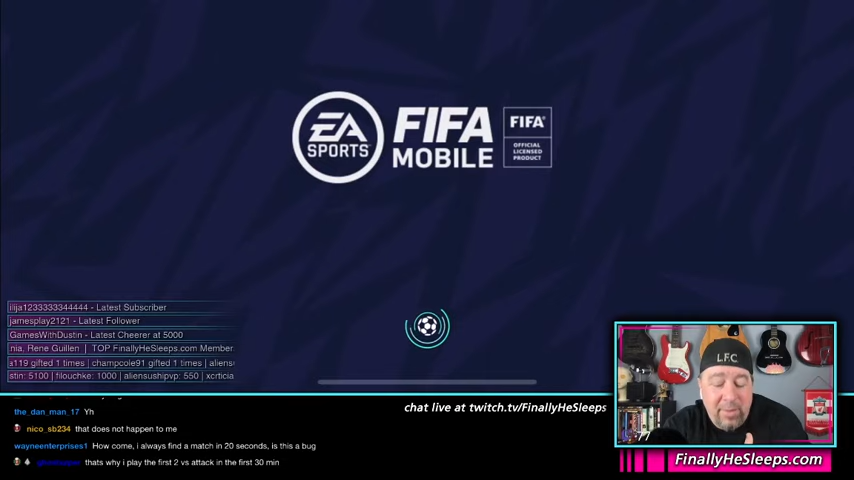 EA SPORTS
FIFA MOBILE
FIFA
OFFICIAL LICENSED PRODUCT
ilija1233333344444 - Latest Subscriber
jamesplay2121 - Latest Follower
GamesWithDustin - Latest Cheerer at 5000
nia, Rene Guillen | TOP FinallyHeSleeps.com Member
a119 gifted 1 times | champcole91 gifted 1 times | aliens
stin: 5100 | filouchke: 1000 | aliensushipvp: 550 | xcrticia
L.F.C.
chat live at twitch.tv/FinallyHeSleeps
the_dan_man_17 Yh
nico_sb234 that does not happen to me
wayneenterprises1 How come, i always find a match in 20 seconds, is this a bug
thats why i play the first 2 vs attack in the first 30 min
FinallyHeSleeps.com